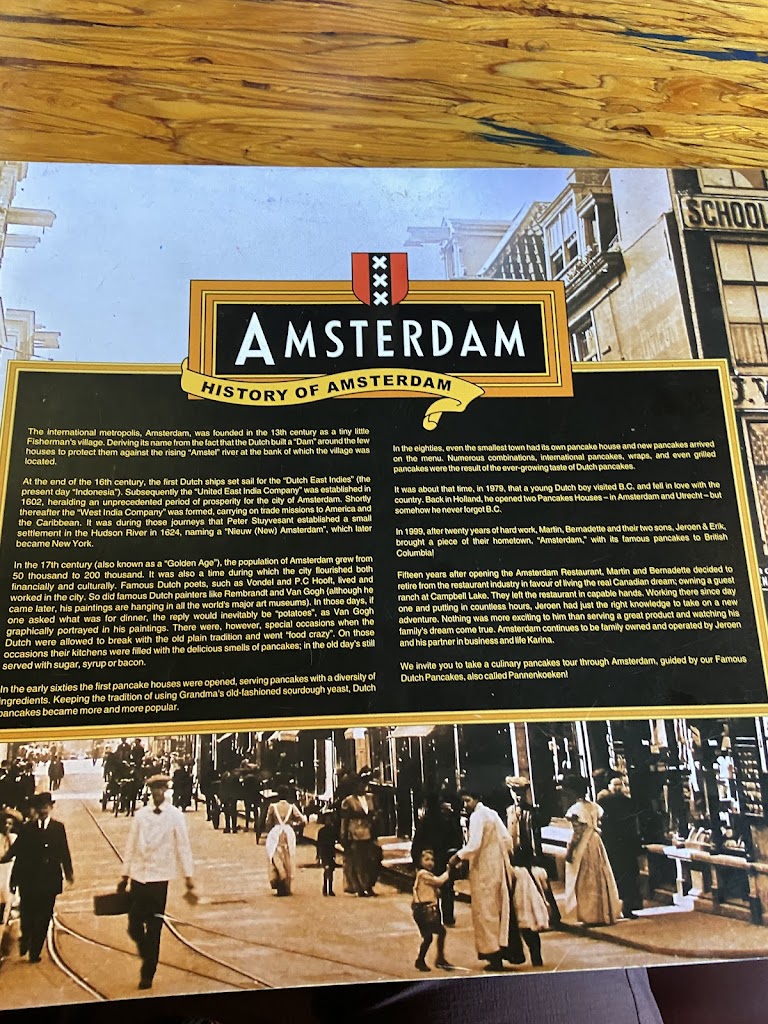 SCHOOL
AMSTERDAM
HISTORY OF AMSTERDAM
The international metropolis, Amsterdam, was founded in the 13th century as a tiny little
Fisherman's village. Deriving its name from the fact that the Dutch built a "Dam" around the few
houses to protect them against the rising "Amstel" river at the bank of which the village was
located.
At the end of the 16th century, the first Dutch ships set sail for the "Dutch East Indies" (the
present day "Indonesia"). Subsequently the "United East India Company" was established in
1602, heralding an unprecedented period of prosperity for the city of Amsterdam. Shortly
thereafter the "West India Company" was formed, carrying on trade missions to America and
the Caribbean. It was during those journeys that Peter Stuyvesant established a small
settlement in the Hudson River in 1624, naming a "Nieuw (New) Amsterdam", which later
became New York.
In the 17th century (also known as a "Golden Age"), the population of Amsterdam grew from
50 thousand to 200 thousand. It was also a time during which the city flourished both
financially and culturally. Famous Dutch poets, such as Vondel and P.C Hooft, lived and
worked in the city. So did famous Dutch painters like Rembrandt and Van Gogh (although he
came later, his paintings are hanging in all the world's major art museums). In those days, if
one asked what was for dinner, the reply would inevitably be "potatoes", as Van Gogh
graphically portrayed in his paintings. There were, however, special occasions when the
Dutch were allowed to break with the old plain tradition and went "food crazy". On those
occasions their kitchens were filled with the delicious smells of pancakes; in the old day's still
served with sugar, syrup or bacon.
In the early sixties the first pancake houses were opened, serving pancakes with a diversity of
ingredients. Keeping the tradition of using Grandma's old-fashioned sourdough yeast, Dutch
pancakes became more and more popular.
In the eighties, even the smallest town had its own pancake house and new pancakes arrived
on the menu. Numerous combinations, international pancakes, wraps, and even grilled
pancakes were the result of the ever-growing taste of Dutch pancakes.
It was about that time, in 1979, that a young Dutch boy visited B.C. and fell in love with the
country. Back in Holland, he opened two Pancakes Houses – in Amsterdam and Utrecht – but
somehow he never forgot B.C.
In 1999, after twenty years of hard work, Martin, Bernadette and their two sons, Jeroen & Erik,
brought a piece of their hometown, "Amsterdam," with its famous pancakes to British
Columbia!
Fifteen years after opening the Amsterdam Restaurant, Martin and Bernadette decided to
retire from the restaurant industry in favour of living the real Canadian dream; owning a guest
ranch at Campbell Lake. They left the restaurant in capable hands. Working there since day
one and putting in countless hours, Jeroen had just the right knowledge to take on a new
adventure. Nothing was more exciting to him than serving a great product and watching his
family's dream come true. Amsterdam continues to be family owned and operated by Jeroen
and his partner in business and life Karina.
We invite you to take a culinary pancakes tour through Amsterdam, guided by our Famous
Dutch Pancakes, also called Pannenkoeken!